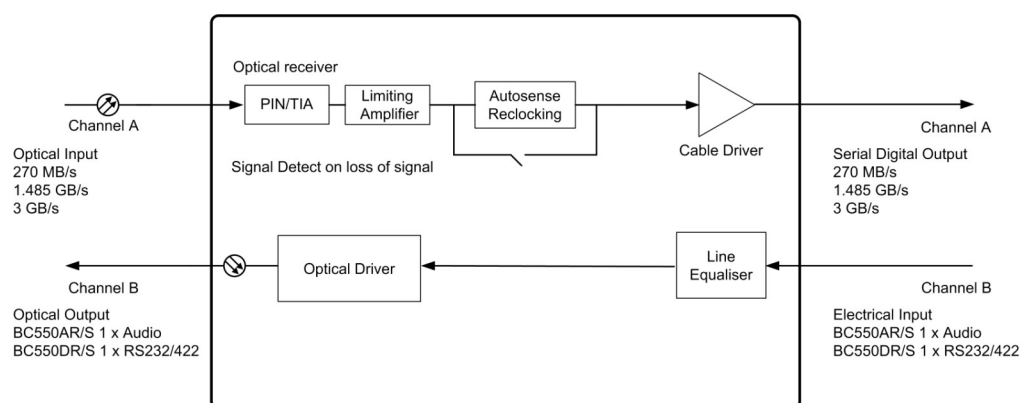 Optical receiver
PIN/TIA
Limiting
Amplifier
Autosense
Reclocking
Channel A
Cable Driver
Channel A
Optical Input
270 MB/s
1.485 GB/s
3 GB/s
Signal Detect on loss of signal
Serial Digital Output
270 MB/s
1.485 GB/s
3 GB/s
Optical Driver
Line
Equaliser
Channel B
Channel B
Optical Output
BC550AR/S 1 x Audio
BC550DR/S 1 x RS232/422
Electrical Input
BC550AR/S 1 x Audio
BC550DR/S 1 x RS232/422